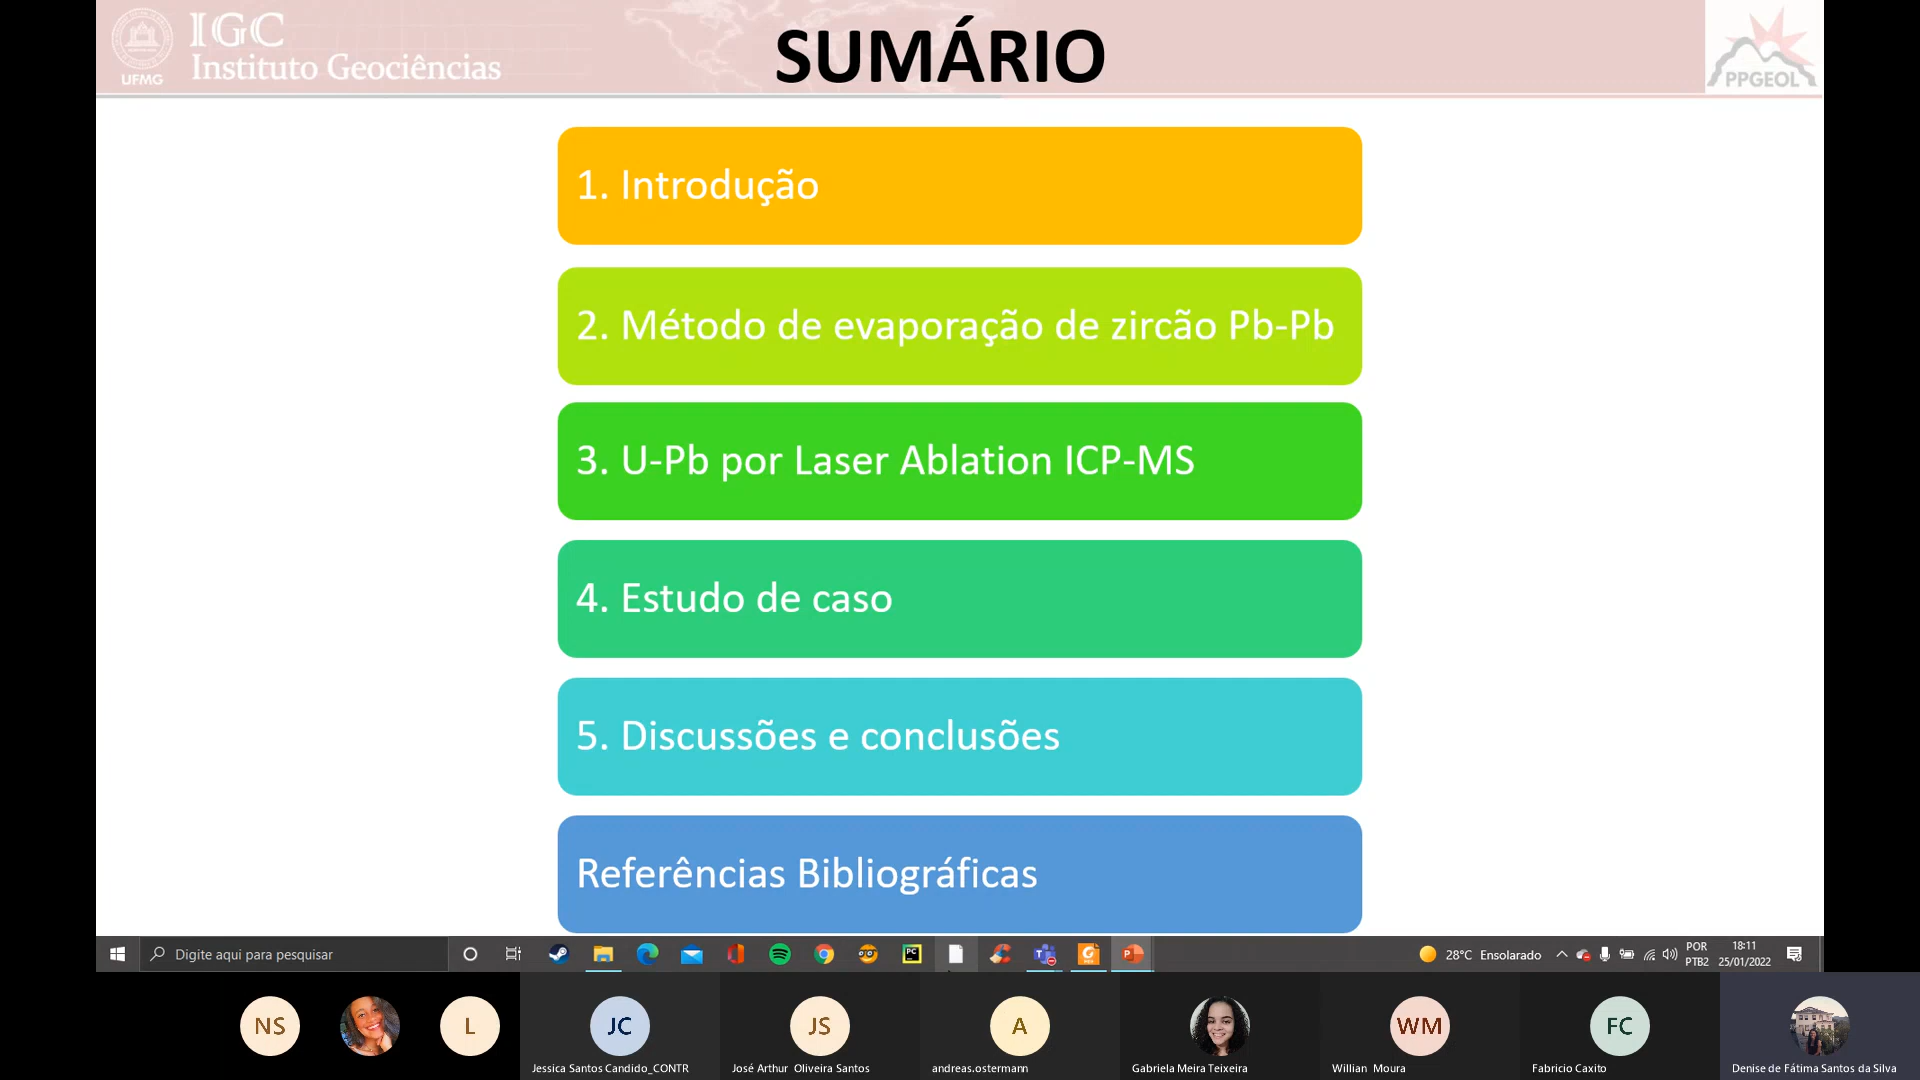 UFMG
IGC
Instituto Geociências
SUMÁRIO
PPGEOL
1. Introdução
2. Método de evaporação de zircão Pb-Pb
3. U-Pb por Laser Ablation ICP-MS
4. Estudo de caso
5. Discussões e conclusões
Referências Bibliográficas
Digite aqui para pesquisar
PC
28°C Ensolarado
POR
PTB2
18:11
25/01/2022
NS
L
JC
JS
A
WM
FC
Jessica Santos Candido_CONTR
José Arthur Oliveira Santos
andreas.ostermann
Gabriela Meira Teixeira
Willian Moura
Fabricio Caxito
Denise de Fátima Santos da Silva